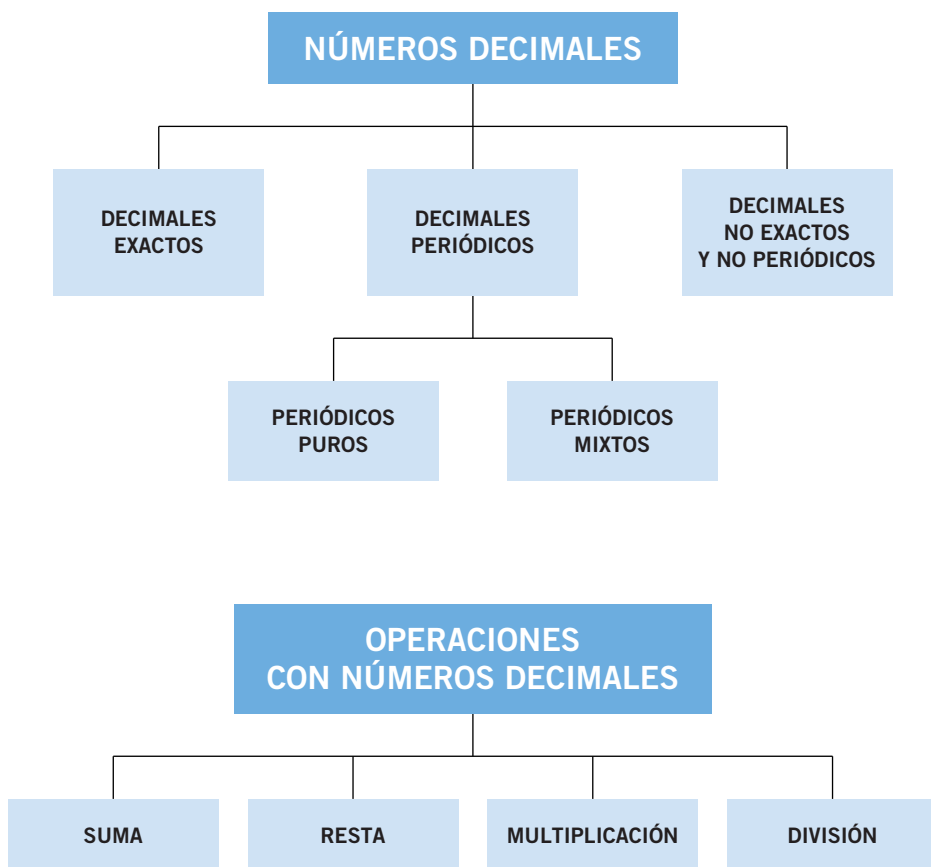 NÚMEROS DECIMALES
DECIMALES
EXACTOS
DECIMALES
PERIÓDICOS
DECIMALES
NO EXACTOS
Y NO PERIÓDICOS
PERIÓDICOS
PUROS
PERIÓDICOS
MIXTOS
OPERACIONES
CON NÚMEROS DECIMALES
SUMA
RESTA
MULTIPLICACIÓN
DIVISIÓN